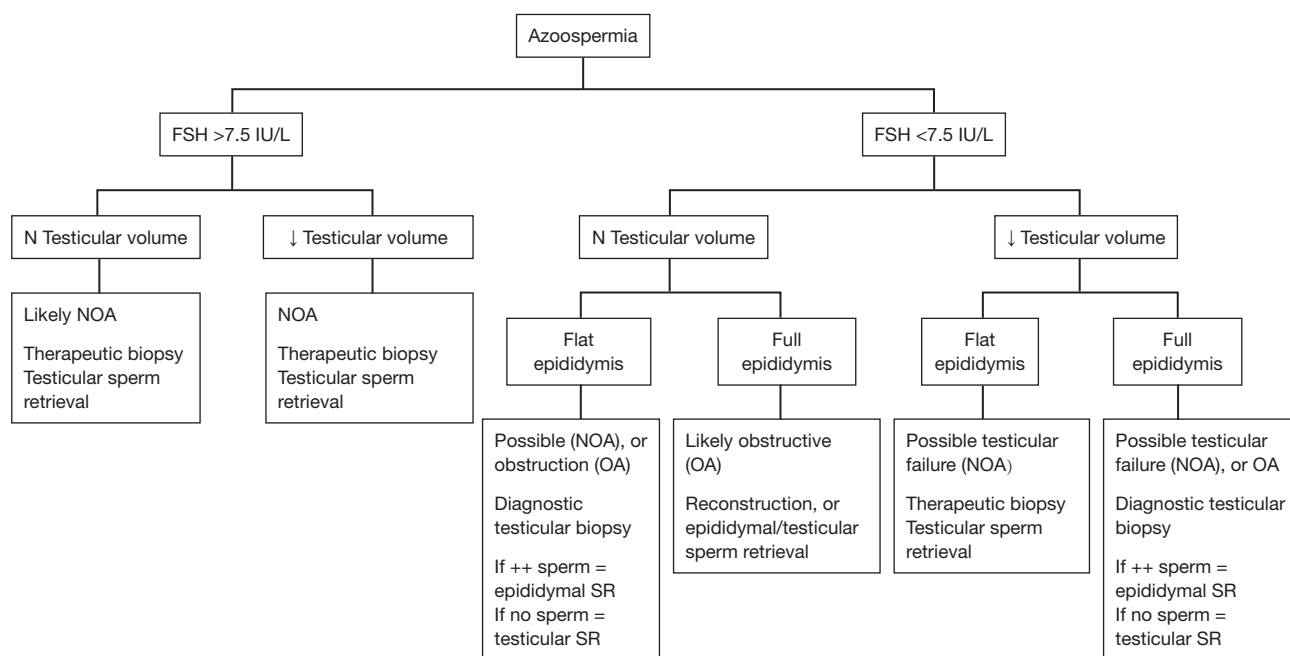 Azoospermia
FSH >7.5 IU/L
FSH <7.5 IU/L
N Testicular volume
↓ Testicular volume
N Testicular volume
↓ Testicular volume
Likely NOA
Therapeutic biopsy
Testicular sperm
retrieval
NOA
Therapeutic biopsy
Testicular sperm
retrieval
Flat
epididymis
Full
epididymis
Flat
epididymis
Full
epididymis
Possible (NOA), or
obstruction (OA)
Diagnostic
testicular biopsy
If ++ sperm =
epididymal SR
If no sperm =
testicular SR
Likely obstructive
(OA)
Reconstruction, or
epididymal/testicular
sperm retrieval
Possible testicular
failure (NOA)
Therapeutic biopsy
Testicular sperm
retrieval
Possible testicular
failure (NOA), or OA
Diagnostic testicular
biopsy
If ++ sperm =
epididymal SR
If no sperm =
testicular SR